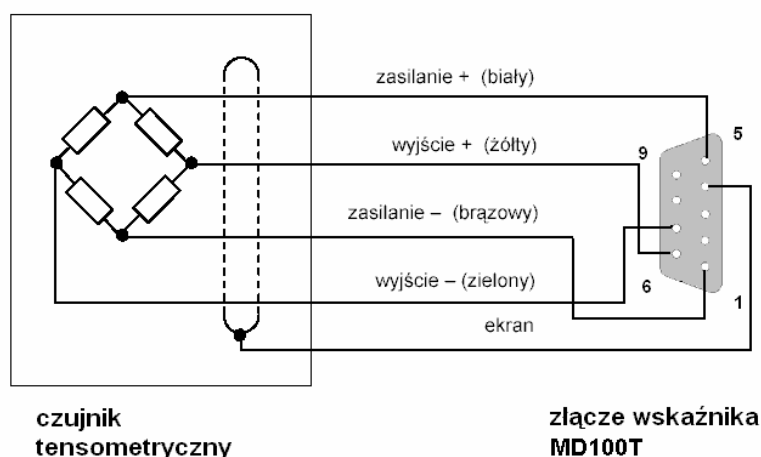 zasilanie + (biały)
wyjście + (żółty)
zasilanie – (brązowy)
wyjście – (zielony)
ekran
5
9
6
1
czujnik
tensometryczny
złącze wskaźnika
MD100T